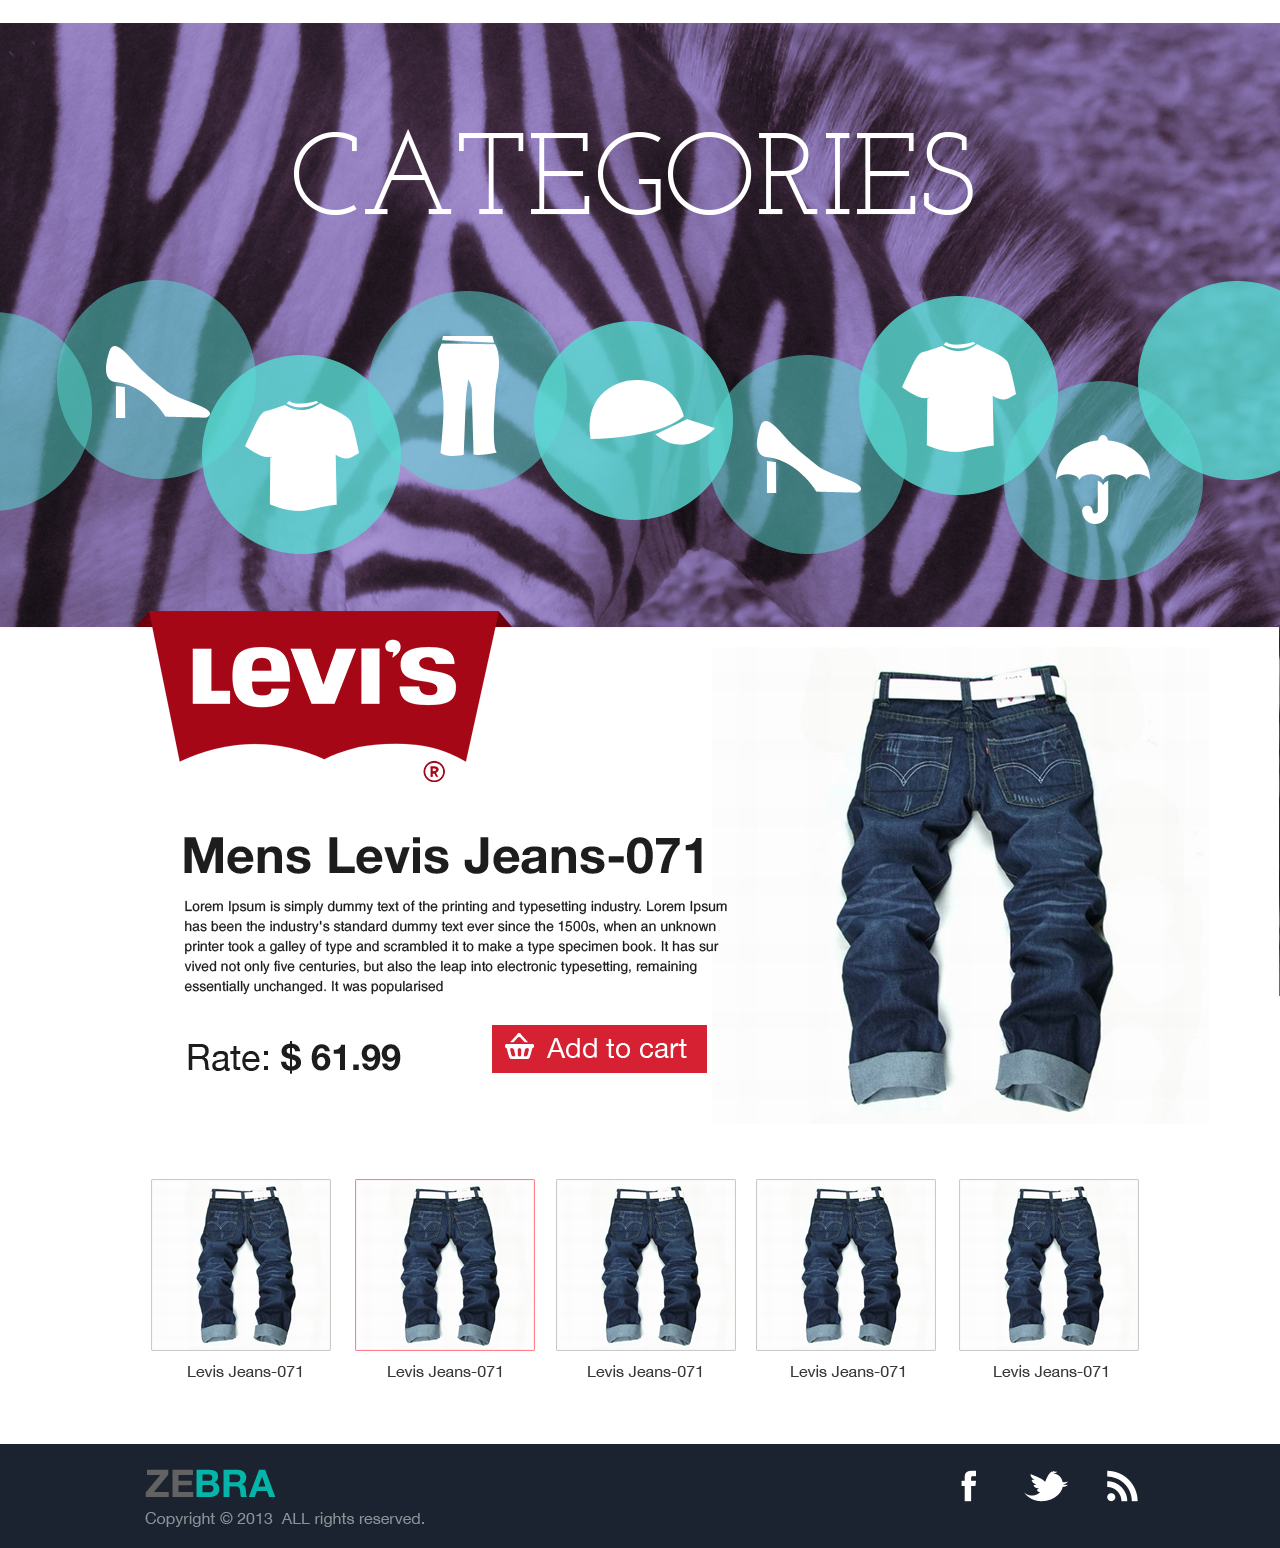 CATEGORIES
LEVI'S
®
Mens Levis Jeans-071
Lorem Ipsum is simply dummy text of the printing and typesetting industry. Lorem Ipsum
has been the industry's standard dummy text ever since the 1500s, when an unknown
printer took a galley of type and scrambled it to make a type specimen book. It has sur
vived not only five centuries, but also the leap into electronic typesetting, remaining
essentially unchanged. It was popularised
Rate: $ 61.99
Add to cart
Levis Jeans-071
Levis Jeans-071
Levis Jeans-071
Levis Jeans-071
Levis Jeans-071
ZEBRA
Copyright © 2013  ALL rights reserved.